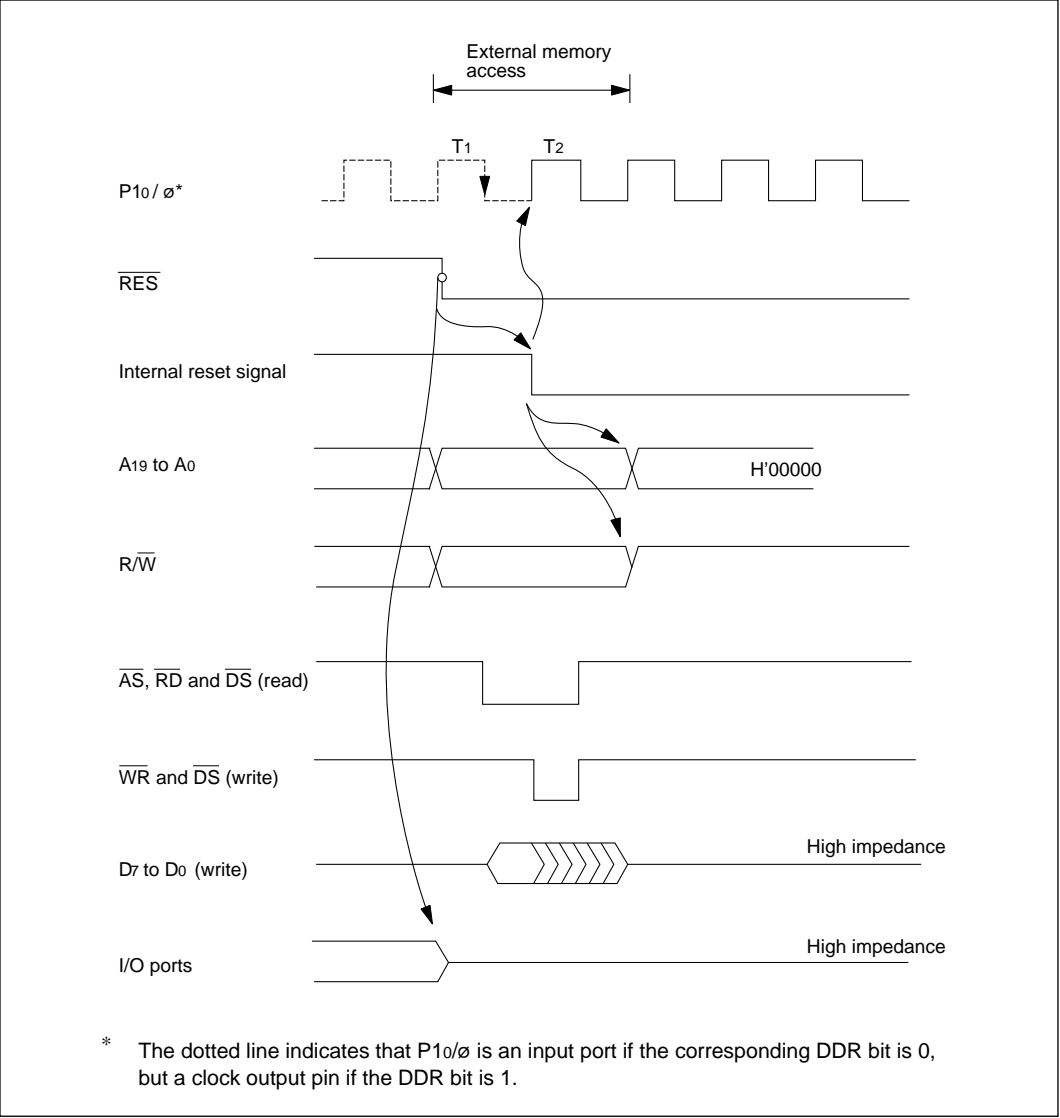 External memory
access
T1
T2
P10 / ø*
RES
Internal reset signal
A19 to A0
H'00000
R/W
AS, RD and DS (read)
WR and DS (write)
D7 to D0 (write)
High impedance
I/O ports
High impedance
* The dotted line indicates that P10/ø is an input port if the corresponding DDR bit is 0,
but a clock output pin if the DDR bit is 1.